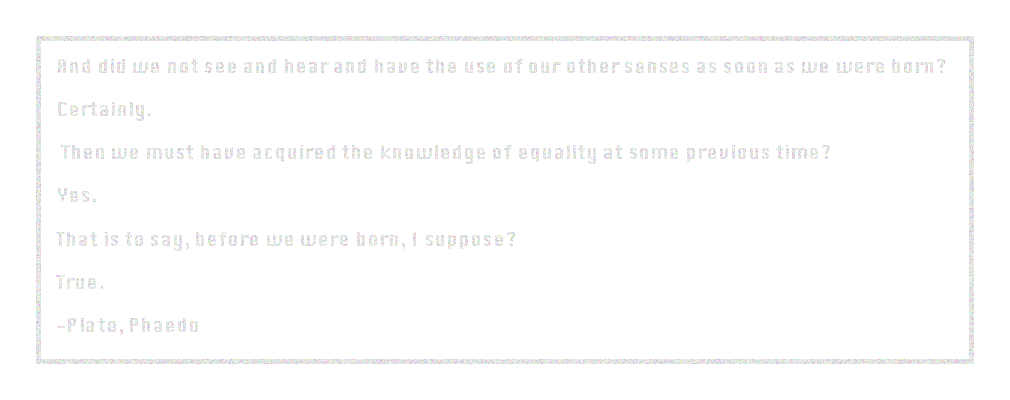 And did we not see and hear and have the use of our other senses as soon as we were born?
Certainly.
Then we must have acquired the knowledge of equality at some previous time?
Yes.
That is to say, before we were born, I suppose?
True.
-Plato, Phaedo